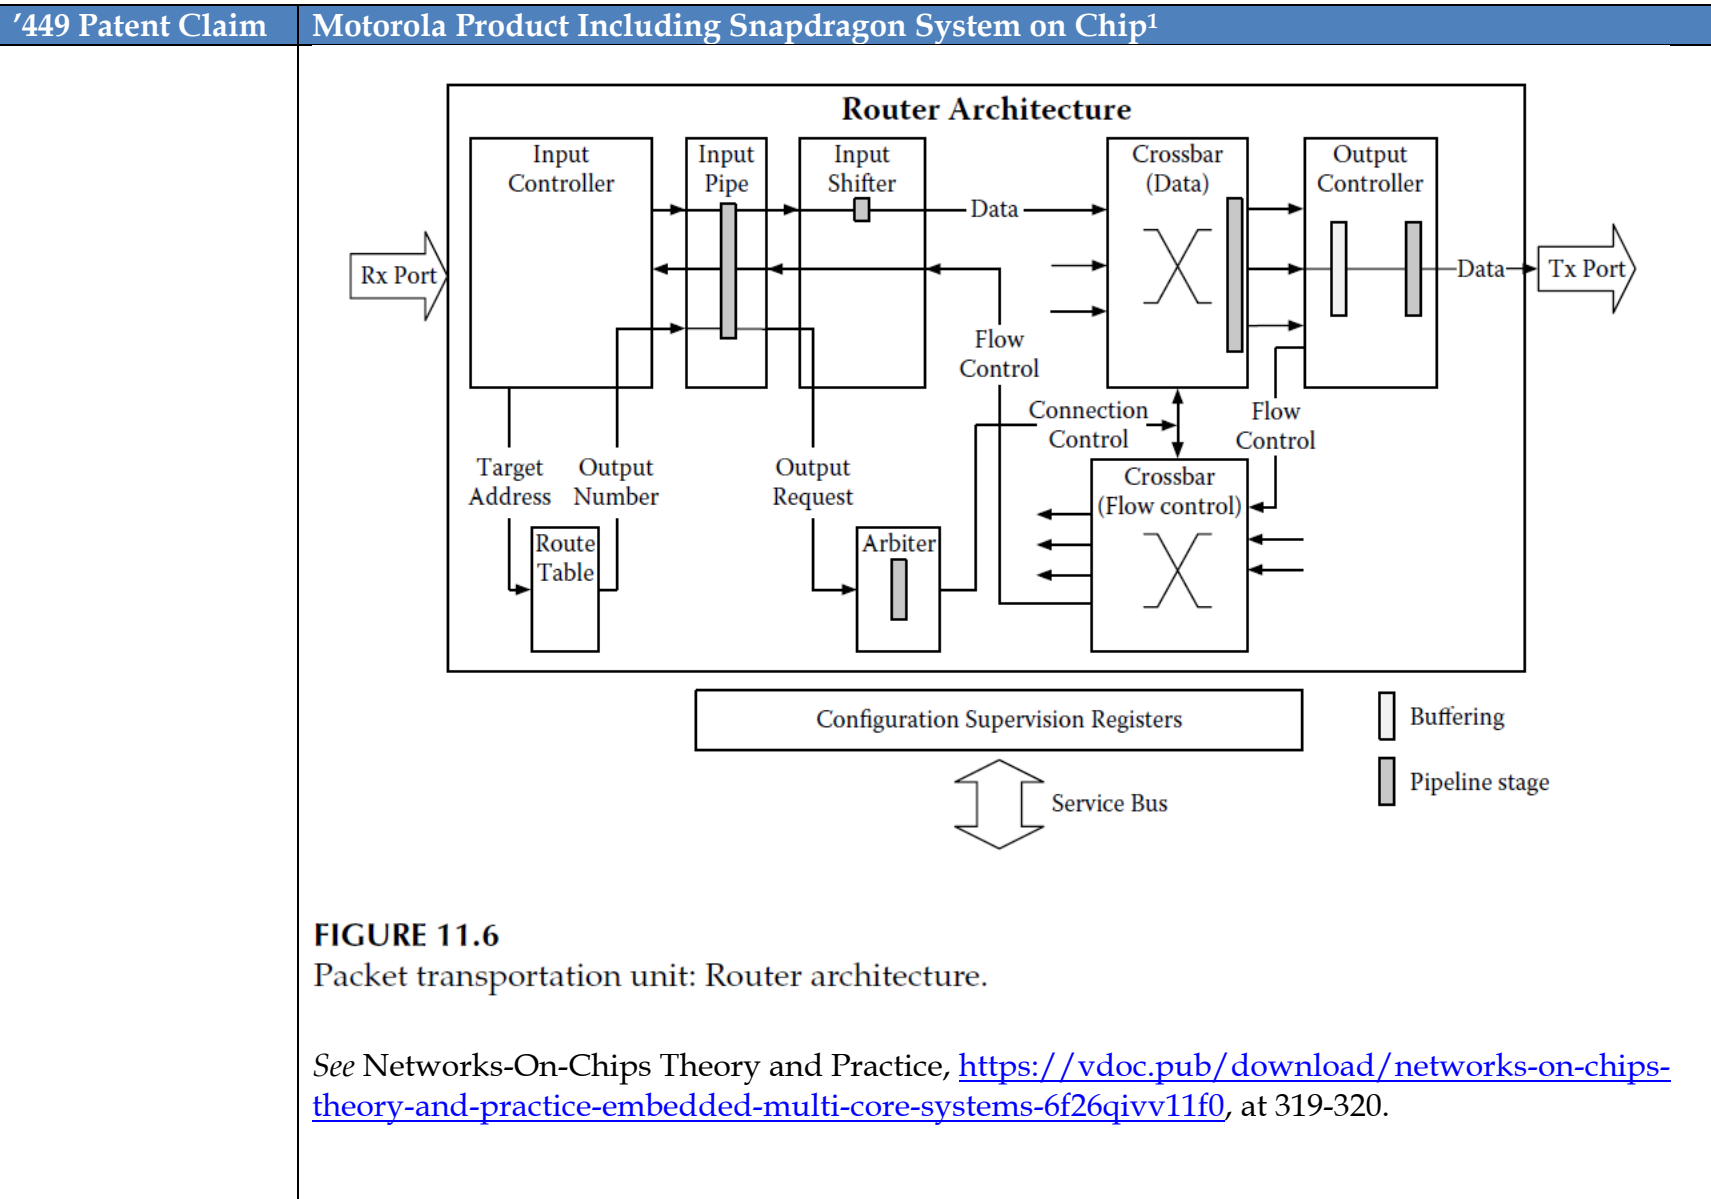 ’449 Patent Claim
Motorola Product Including Snapdragon System on Chip1
Router Architecture
Input
Controller
Input
Pipe
Input
Shifter
Crossbar
(Data)
Output
Controller
Data
Rx Port
Data
Tx Port
Flow
Control
Connection
Control
Flow
Control
Target
Address
Output
Number
Output
Request
Crossbar
(Flow control)
Route
Table
Arbiter
Configuration Supervision Registers
Buffering
Pipeline stage
Service Bus
FIGURE 11.6
Packet transportation unit: Router architecture.
See Networks-On-Chips Theory and Practice, https://vdoc.pub/download/networks-on-chips-
theory-and-practice-embedded-multi-core-systems-6f26qivv11f0, at 319-320.